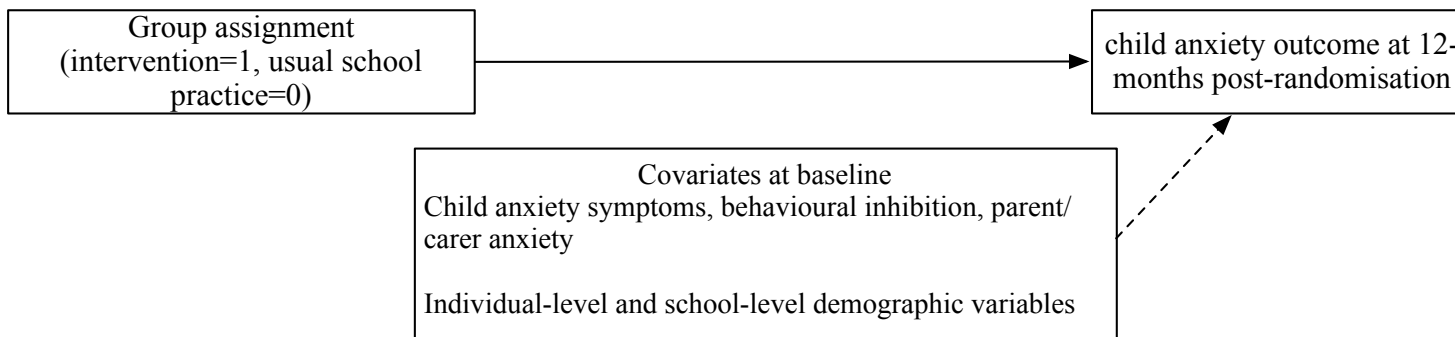 Group assignment
(intervention=1, usual school
practice=0)
child anxiety outcome at 12-
months post-randomisation
Covariates at baseline
Child anxiety symptoms, behavioural inhibition, parent/
carer anxiety
Individual-level and school-level demographic variables